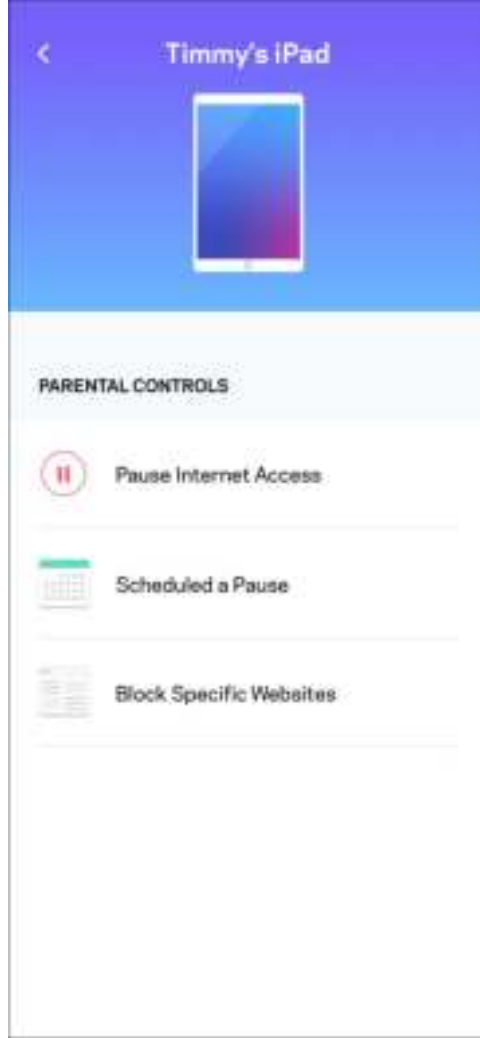 Timmy's iPad
PARENTAL CONTROLS
Pause Internet Access
Scheduled a Pause
Block Specific Websites